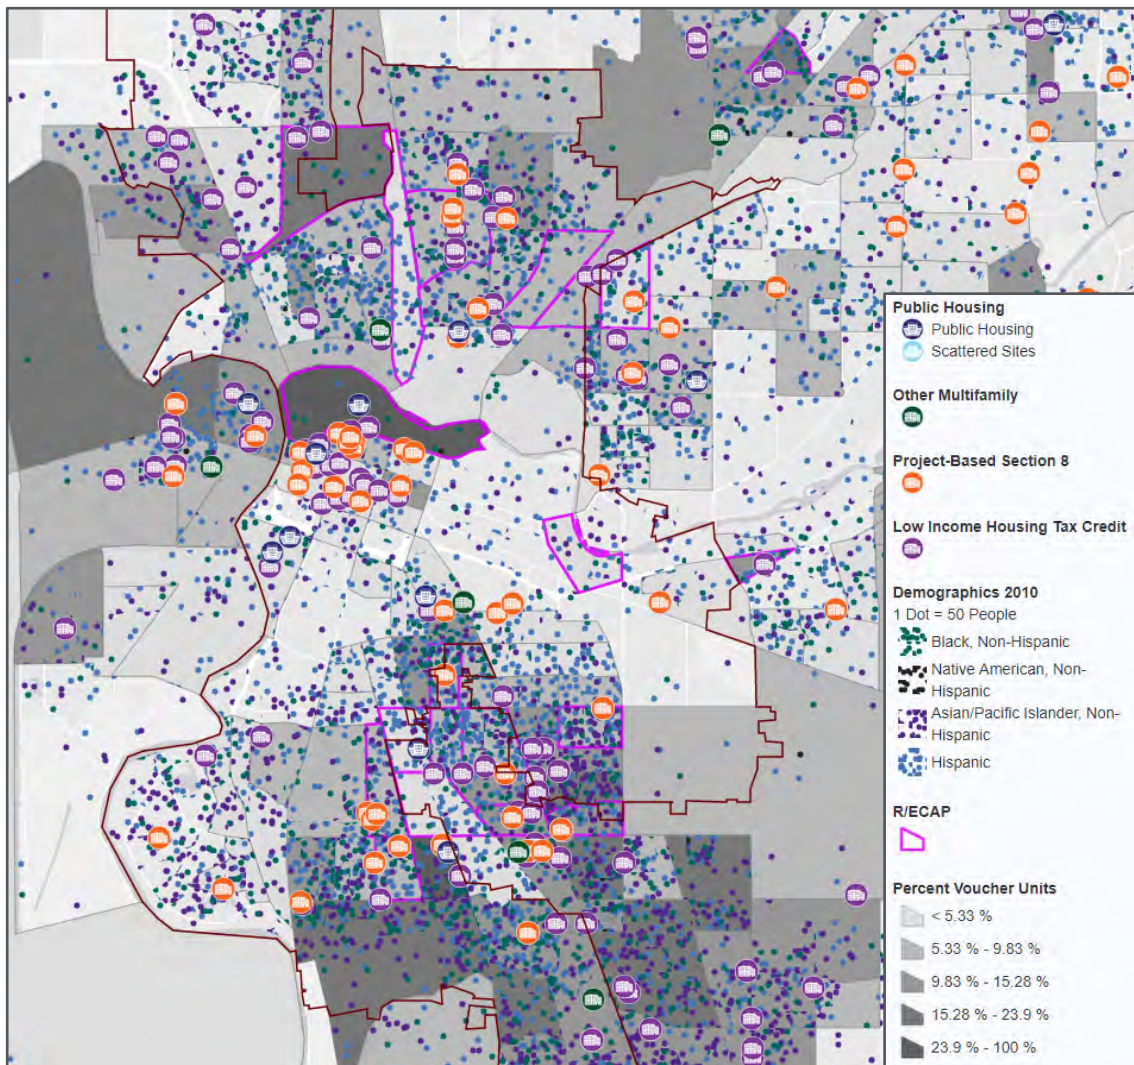 Public Housing
Public Housing
Scattered Sites
Other Multifamily
Project-Based Section 8
Low Income Housing Tax Credit
Demographics 2010
1 Dot = 50 People
Black, Non-Hispanic
Native American, Non-
Hispanic
Asian/Pacific Islander, Non-
Hispanic
Hispanic
R/ECAP
Percent Voucher Units
< 5.33 %
5.33 % - 9.83 %
9.83 % - 15.28 %
15.28 % - 23.9 %
23.9 % - 100 %